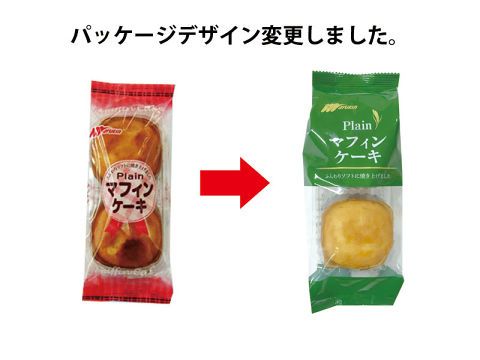 パッケージデザイン変更しました。
Marukin
Plain
マフィン
ケーキ
Marukin
Plain
マフィン
ケーキ
ふんわりソフトに焼き上げました